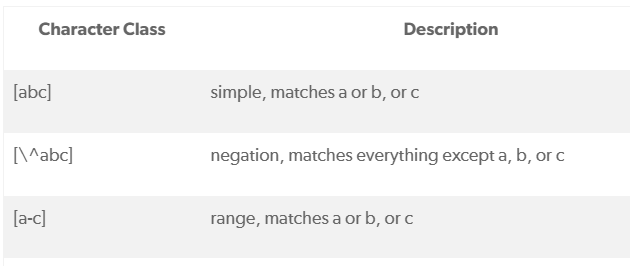 Character Class Description
[abc] simple, matches a or b, or c
[\^abc] negation, matches everything except a, b, or c
[a-c] range, matches a or b, or c